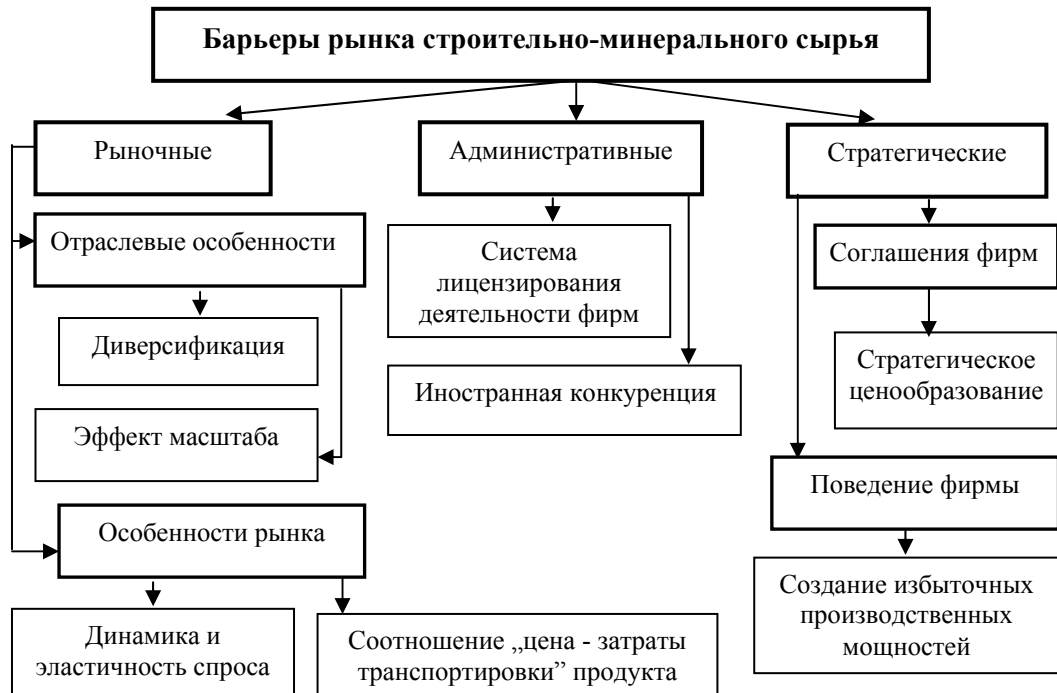 Барьеры рынка строительно-минерального сырья
Рыночные
Административные
Стратегические
Отраслевые особенности
Система
лицензирования
деятельности фирм
Соглашения фирм
Диверсификация
Стратегическое
ценообразование
Иностранная конкуренция
Эффект масштаба
Поведение фирмы
Особенности рынка
Создание избыточных
производственных
мощностей
Динамика и
эластичность спроса
Соотношение „цена - затраты
транспортировки” продукта